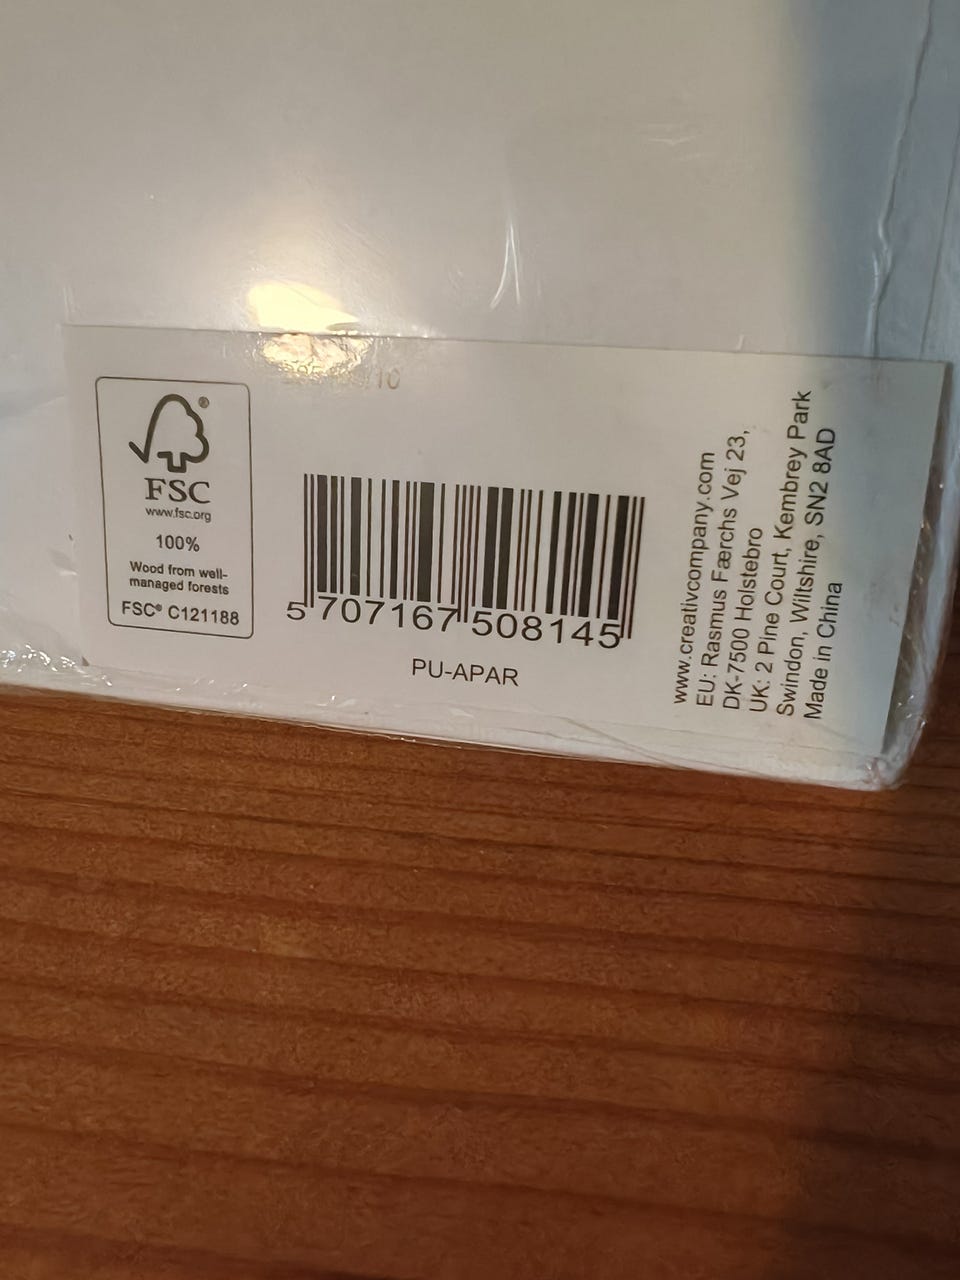 FSC
www.fsc.org
100%
Wood from well-
managed forests
FSC® C121188
5 707167 508145
PU-APAR
www.creativcompany.com
EU: Rasmus Færchs Vej 23,
DK-7500 Holstebro
UK: 2 Pine Court, Kembrey Park
Swindon, Wiltshire, SN2 8AD
Made in China